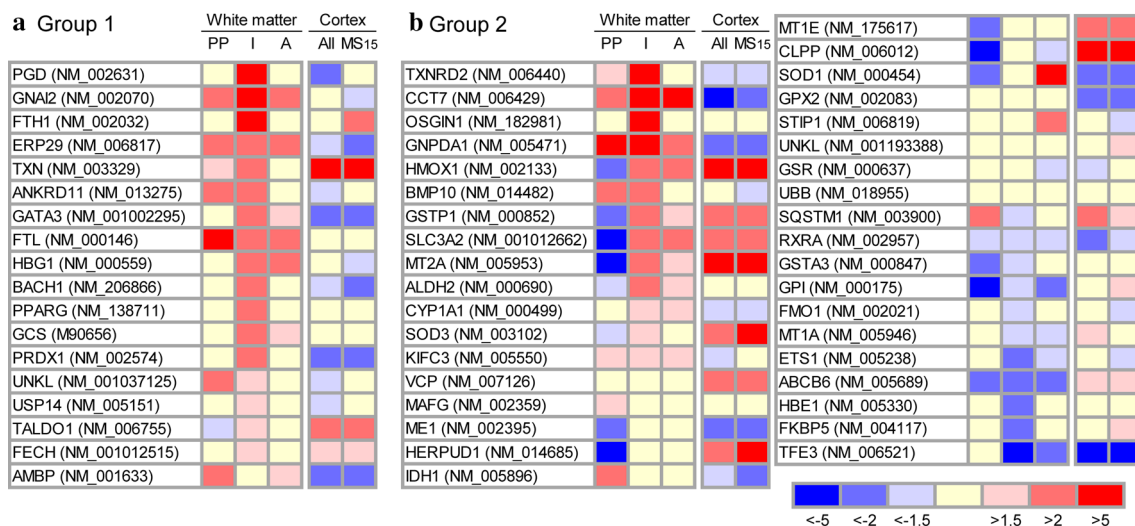 a Group 1
White matter Cortex
PP I A All MS15
PGD (NM_002631)
GNAI2 (NM_002070)
FTH1 (NM_002032)
ERP29 (NM_006817)
TXN (NM_003329)
ANKRD11 (NM_013275)
GATA3 (NM_001002295)
FTL (NM_000146)
HBG1 (NM_000559)
BACH1 (NM_206866)
PPARG (NM_138711)
GCS (M90656)
PRDX1 (NM_002574)
UNKL (NM_001037125)
USP14 (NM_005151)
TALDO1 (NM_006755)
FECH (NM_001012515)
AMBP (NM_001633)
b Group 2
White matter Cortex
PP I A All MS15
TXNRD2 (NM_006440)
CCT7 (NM_006429)
OSGIN1 (NM_182981)
GNPDA1 (NM_005471)
HMOX1 (NM_002133)
BMP10 (NM_014482)
GSTP1 (NM_000852)
SLC3A2 (NM_001012662)
MT2A (NM_005953)
ALDH2 (NM_000690)
CYP1A1 (NM_000499)
SOD3 (NM_003102)
KIFC3 (NM_005550)
VCP (NM_007126)
MAFG (NM_002359)
ME1 (NM_002395)
HERPUD1 (NM_014685)
IDH1 (NM_005896)
MT1E (NM_175617)
CLPP (NM_006012)
SOD1 (NM_000454)
GPX2 (NM_002083)
STIP1 (NM_006819)
UNKL (NM_001193388)
GSR (NM_000637)
UBB (NM_018955)
SQSTM1 (NM_003900)
RXRA (NM_002957)
GSTA3 (NM_000847)
GPI (NM_000175)
FMO1 (NM_002021)
MT1A (NM_005946)
ETS1 (NM_005238)
ABCB6 (NM_005689)
HBE1 (NM_005330)
FKBP5 (NM_004117)
TFE3 (NM_006521)
<-5 <-2 <-1.5 >1.5 >2 >5